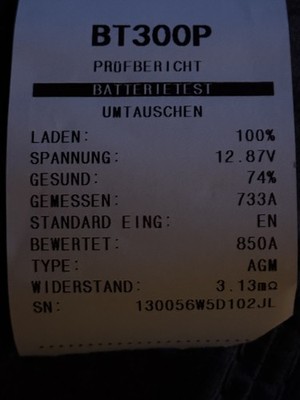 BT300P
PRÜFBERICHT
BATTERIETEST
UMTAUSCHEN
LADEN: 100%
SPANNUNG: 12.87V
GESUND: 74%
GEMESSEN: 733A
STANDARD EING: EN
BEWERTET: 850A
TYPE: AGM
WIDERSTAND: 3.13mΩ
SN: 130056W5D102JL